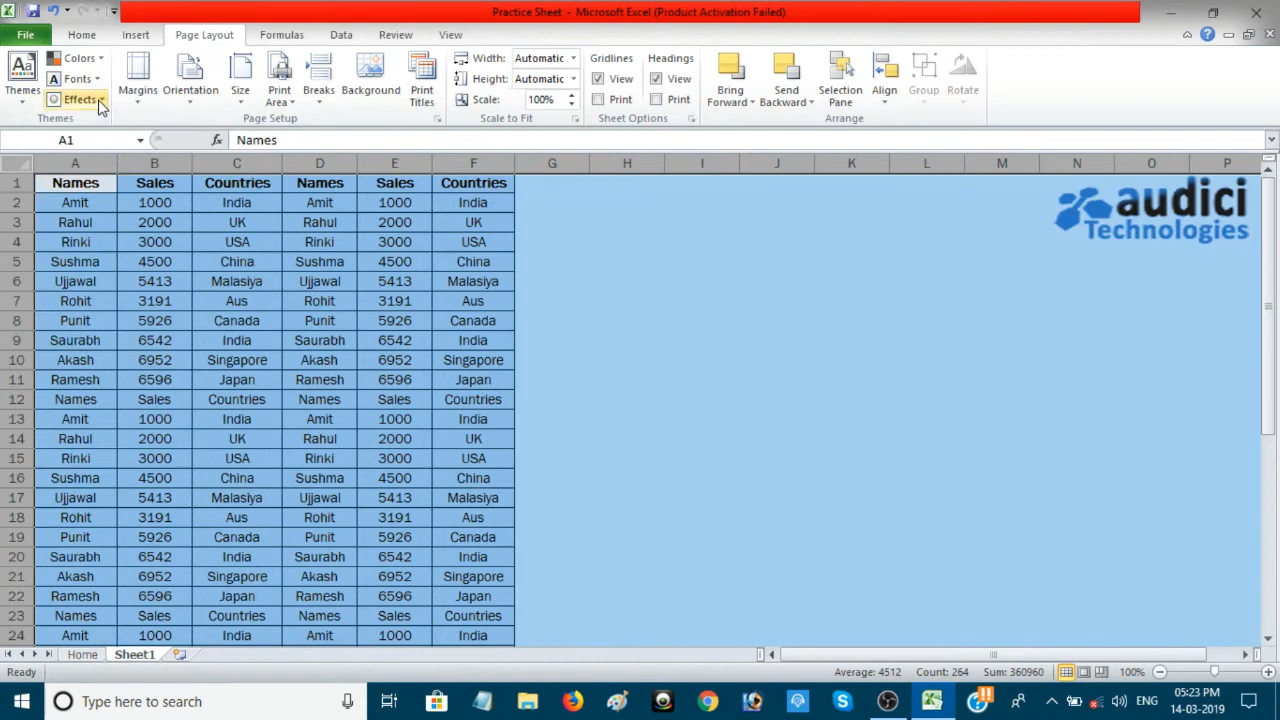 Practice Sheet - Microsoft Excel (Product Activation Failed)
File Home Insert Page Layout Formulas Data Review View
Colors Width: Automatic Gridlines Headings
Fonts Height: Automatic View View
Themes Effects Margins Orientation Size Print Area Breaks Background Print Titles Scale: 100% Print Print Bring Forward Send Backward Selection Pane Align Group Rotate
Themes Page Setup Scale to Fit Sheet Options Arrange
A1 fx Names
A B C D E F G H I J K L M N O P
1 Names Sales Countries Names Sales Countries
2 Amit 1000 India Amit 1000 India
3 Rahul 2000 UK Rahul 2000 UK
4 Rinki 3000 USA Rinki 3000 USA
5 Sushma 4500 China Sushma 4500 China
6 Ujjawal 5413 Malasiya Ujjawal 5413 Malasiya
7 Rohit 3191 Aus Rohit 3191 Aus
8 Punit 5926 Canada Punit 5926 Canada
9 Saurabh 6542 India Saurabh 6542 India
10 Akash 6952 Singapore Akash 6952 Singapore
11 Ramesh 6596 Japan Ramesh 6596 Japan
12 Names Sales Countries Names Sales Countries
13 Amit 1000 India Amit 1000 India
14 Rahul 2000 UK Rahul 2000 UK
15 Rinki 3000 USA Rinki 3000 USA
16 Sushma 4500 China Sushma 4500 China
17 Ujjawal 5413 Malasiya Ujjawal 5413 Malasiya
18 Rohit 3191 Aus Rohit 3191 Aus
19 Punit 5926 Canada Punit 5926 Canada
20 Saurabh 6542 India Saurabh 6542 India
21 Akash 6952 Singapore Akash 6952 Singapore
22 Ramesh 6596 Japan Ramesh 6596 Japan
23 Names Sales Countries Names Sales Countries
24 Amit 1000 India Amit 1000 India
audici
Technologies
Home Sheet1
Ready Average: 4512 Count: 264 Sum: 360960 100%
Type here to search ENG 05:23 PM
14-03-2019